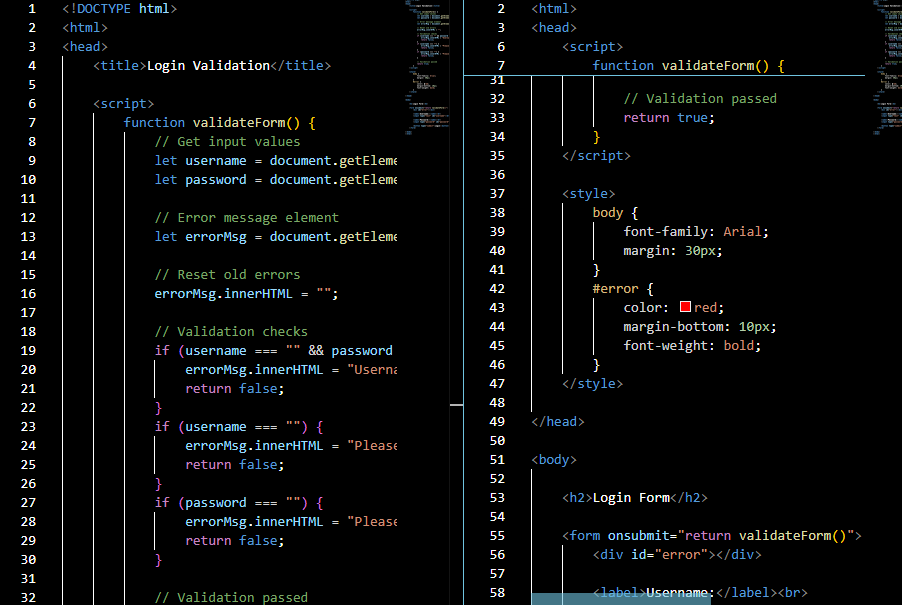 1 <!DOCTYPE html>
2 <html>
3 <head>
4 <title>Login Validation</title>
5
6 <script>
7 function validateForm() {
8 // Get input values
9 let username = document.getEleme
10 let password = document.getEleme
11
12 // Error message element
13 let errorMsg = document.getEleme
14
15 // Reset old errors
16 errorMsg.innerHTML = "";
17
18 // Validation checks
19 if (username === "" && password
20 errorMsg.innerHTML = "Userna
21 return false;
22 }
23 if (username === "") {
24 errorMsg.innerHTML = "Please
25 return false;
26 }
27 if (password === "") {
28 errorMsg.innerHTML = "Please
29 return false;
30 }
31
32 // Validation passed
2 <html>
3 <head>
6 <script>
7 function validateForm() {
31
32 // Validation passed
33 return true;
34 }
35 </script>
36
37 <style>
38 body {
39 font-family: Arial;
40 margin: 30px;
41 }
42 #error {
43 color: red;
44 margin-bottom: 10px;
45 font-weight: bold;
46 }
47 </style>
48
49 </head>
50
51 <body>
52
53 <h2>Login Form</h2>
54
55 <form onsubmit="return validateForm()">
56 <div id="error"></div>
57
58 <label>Username:</label><br>